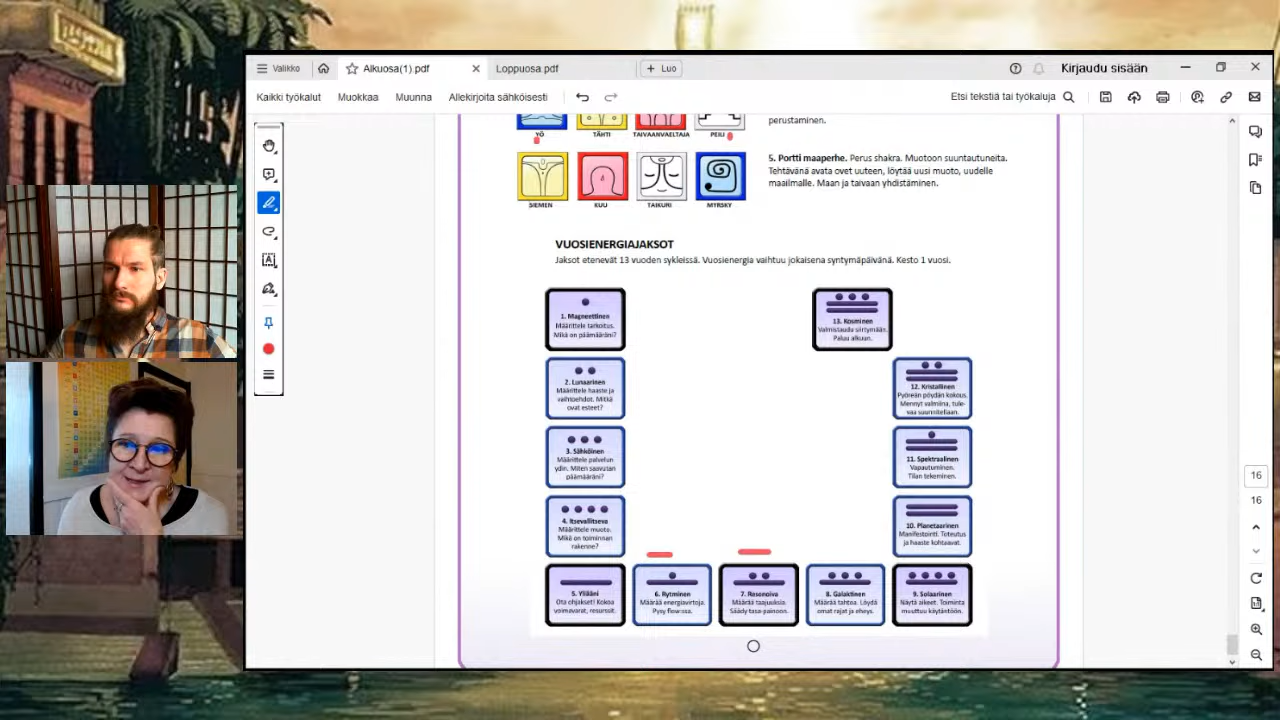 Valikko
Alkuosa(1).pdf
Loppuosa.pdf
Luo
Kirjaudu sisään
Kaikki työkalut
Muokkaa
Muunna
Allekirjoita sähköisesti
Etsi tekstiä tai työkaluja
YÖ
TÄHTI
TAIVAANVAELTAJA
PEILI
perustaminen.
5. Portti maaperhe. Perus shakra. Muotoon suuntautuneita.
Tehtävänä avata ovet uuteen, löytää uusi muoto, uudelle
maailmalle. Maan ja taivaan yhdistäminen.
SIEMEN
KUU
TAIKURI
MYRSKY
VUOSIENERGIAJAKSOT
Jaksot etenevät 13 vuoden sykleissä. Vuosienergia vaihtuu jokaisena syntymäpäivänä. Kesto 1 vuosi.
1. Magneettinen
Määrittele tarkoitus.
Mikä on päämääräni?
13. Kosminen
Valmistaudu siirtymään.
Paluu alkuun.
2. Lunaarinen
Määrittele haaste ja
vaihtoehdot. Mitkä
ovat esteet?
12. Kristallinen
Pyöreän pöydän kokous.
Mennyt valmiina, tule-
vaa suunnitellaan.
3. Sähköinen
Määrittele palvelun
ydin. Miten saavutan
päämääräni?
11. Spektraalinen
Vapautuminen.
Tilan tekeminen.
4. Itsevallitseva
Määrittele muoto.
Mikä on toiminnan
rakenne?
10. Planetaarinen
Manifestointi. Toteutus
ja haaste kohtaavat.
5. Yliääni
Ota ohjakset! Kokoa
voimavarat, resurssit.
6. Rytminen
Määrää energiavirtoja.
Pysy flow:ssa.
7. Resonoiva
Määrää taajuuksia.
Säädy tasapainoon.
8. Galaktinen
Määrää tahtoa. Löydä
omat rajat ja eheys.
9. Solaarinen
Näytä aikeet. Toiminta
muuttuu käytäntöön.
16
16